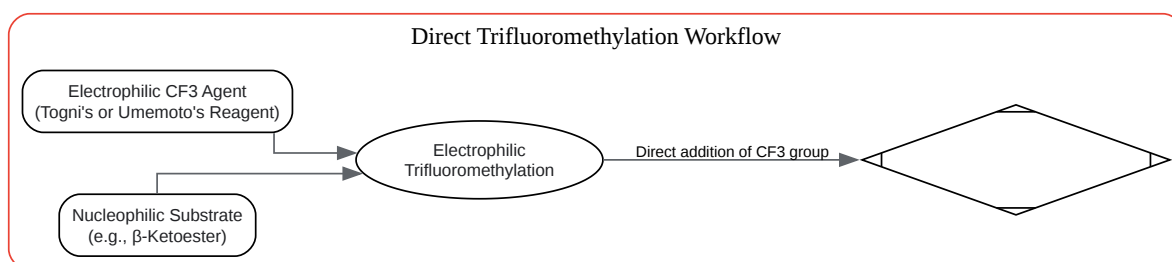 Direct Trifluoromethylation Workflow
Electrophilic CF3 Agent
(Togni's or Umemoto's Reagent)
Electrophilic
Trifluoromethylation
Direct addition of CF3 group
Nucleophilic Substrate
(e.g., β-Ketoester)